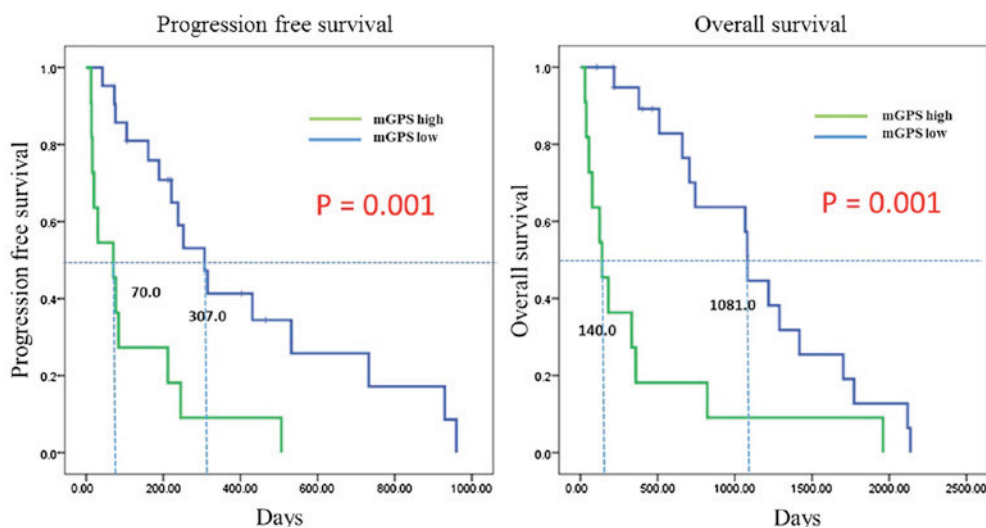 Progression free survival
Progression free survival
1.0
0.8
0.6
0.4
0.2
0.0
mGPS high
mGPS low
P = 0.001
70.0
307.0
0.00
200.00
400.00
600.00
800.00
1000.00
Days
Overall survival
Overall survival
1.0
0.8
0.6
0.4
0.2
0.0
mGPS high
mGPS low
P = 0.001
140.0
1081.0
0.00
500.00
1000.00
1500.00
2000.00
2500.00
Days